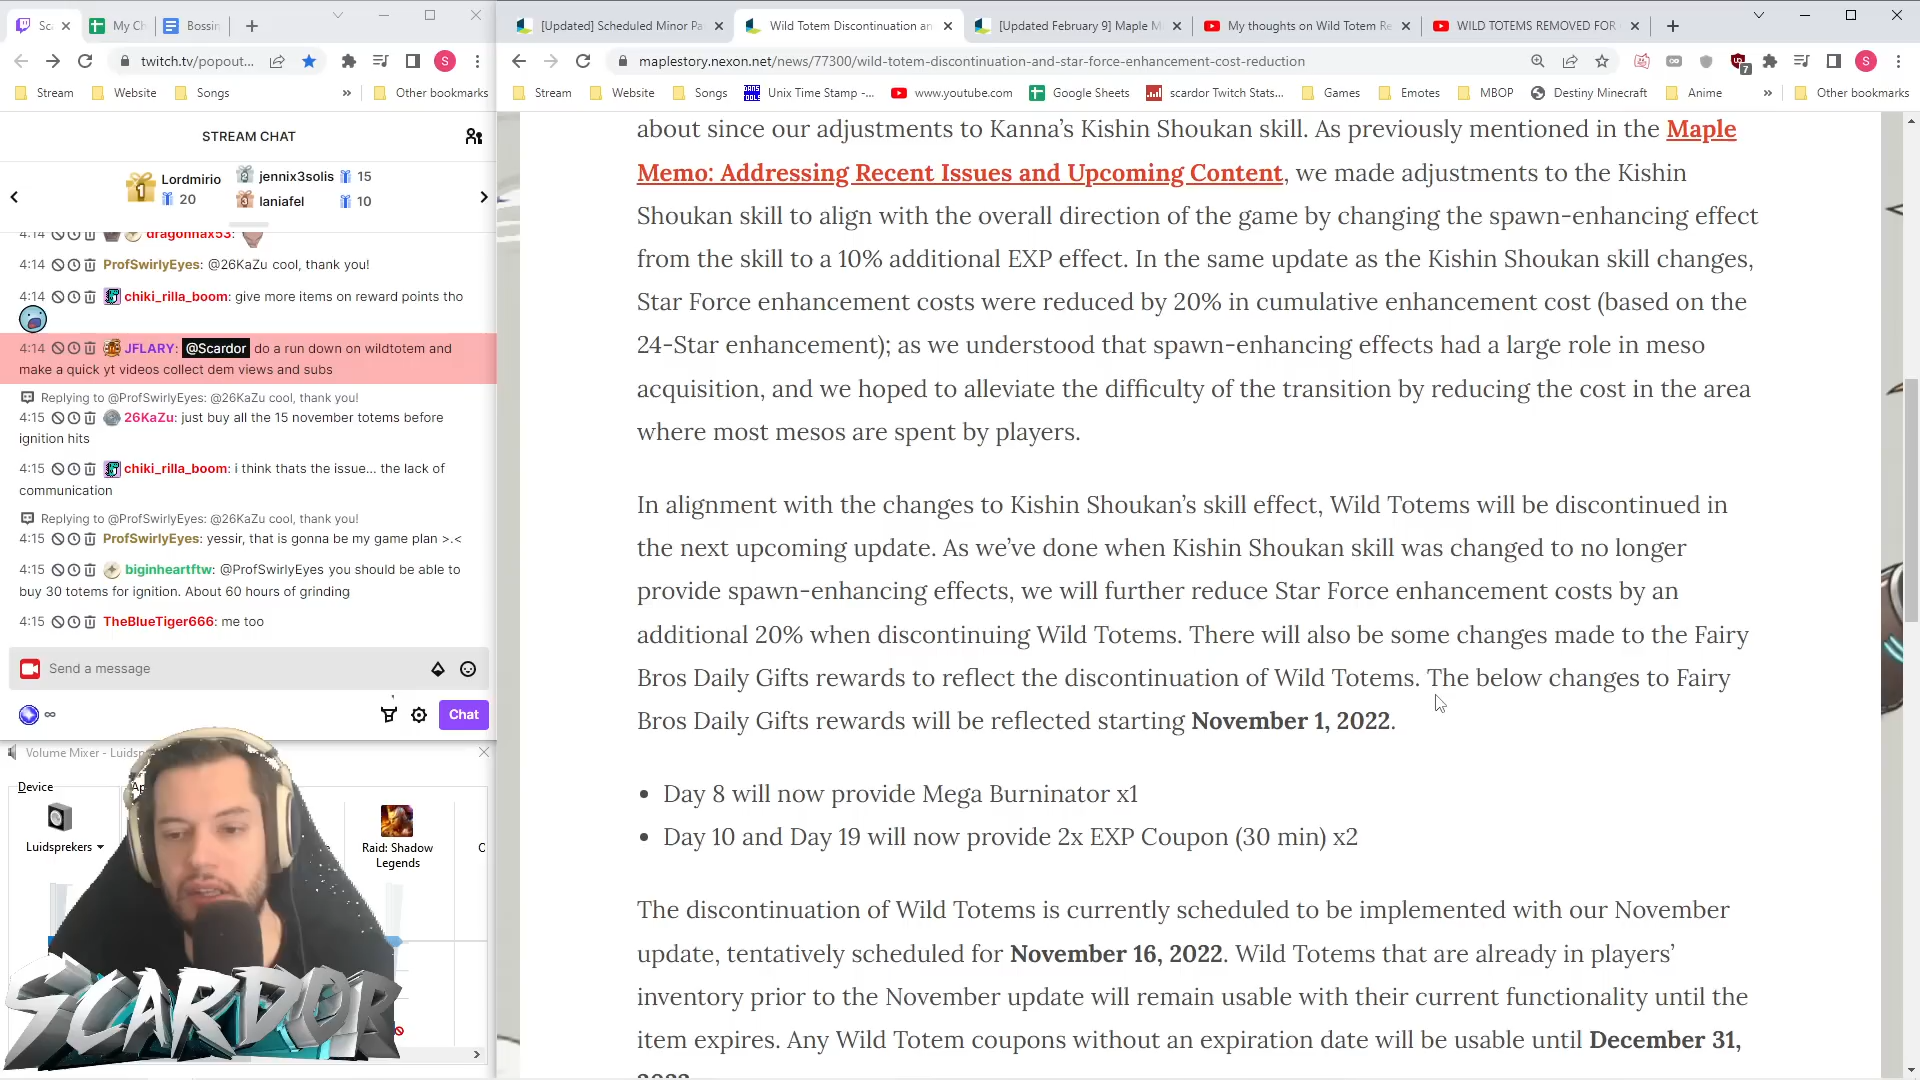 Sc
My Ch
Bossin
[Updated] Scheduled Minor Pa
Wild Totem Discontinuation an
[Updated February 9] Maple M
My thoughts on Wild Totem Re
WILD TOTEMS REMOVED FOR
twitch.tv/popout...
S
maplestory.nexon.net/news/77300/wild-totem-discontinuation-and-star-force-enhancement-cost-reduction
7
S
Stream
Website
Songs
»
Other bookmarks
Stream
Website
Songs
Unix Time Stamp -...
www.youtube.com
Google Sheets
scardor Twitch Stats...
Games
Emotes
MBOP
Destiny Minecraft
Anime
»
Other bookmarks
STREAM CHAT
1 Lordmirio 20
2 jennix3solis 15
3 laniafel 10
4:14 dragonnax53:
4:14 ProfSwirlyEyes: @26KaZu cool, thank you!
4:14 chiki_rilla_boom: give more items on reward points tho
4:14 JFLARY: @Scardor do a run down on wildtotem and
make a quick yt videos collect dem views and subs
Replying to @ProfSwirlyEyes: @26KaZu cool, thank you!
4:15 26KaZu: just buy all the 15 november totems before
ignition hits
4:15 chiki_rilla_boom: i think thats the issue... the lack of
communication
Replying to @ProfSwirlyEyes: @26KaZu cool, thank you!
4:15 ProfSwirlyEyes: yessir, that is gonna be my game plan >.<
4:15 biginheartftw: @ProfSwirlyEyes you should be able to
buy 30 totems for ignition. About 60 hours of grinding
4:15 TheBlueTiger666: me too
Send a message
∞
Chat
Volume Mixer - Luidsp
Device
Ap
Luidsprekers
Raid: Shadow
Legends
SCARDOR
about since our adjustments to Kanna's Kishin Shoukan skill. As previously mentioned in the Maple
Memo: Addressing Recent Issues and Upcoming Content, we made adjustments to the Kishin
Shoukan skill to align with the overall direction of the game by changing the spawn-enhancing effect
from the skill to a 10% additional EXP effect. In the same update as the Kishin Shoukan skill changes,
Star Force enhancement costs were reduced by 20% in cumulative enhancement cost (based on the
24-Star enhancement); as we understood that spawn-enhancing effects had a large role in meso
acquisition, and we hoped to alleviate the difficulty of the transition by reducing the cost in the area
where most mesos are spent by players.
In alignment with the changes to Kishin Shoukan's skill effect, Wild Totems will be discontinued in
the next upcoming update. As we've done when Kishin Shoukan skill was changed to no longer
provide spawn-enhancing effects, we will further reduce Star Force enhancement costs by an
additional 20% when discontinuing Wild Totems. There will also be some changes made to the Fairy
Bros Daily Gifts rewards to reflect the discontinuation of Wild Totems. The below changes to Fairy
Bros Daily Gifts rewards will be reflected starting November 1, 2022.
• Day 8 will now provide Mega Burninator x1
• Day 10 and Day 19 will now provide 2x EXP Coupon (30 min) x2
The discontinuation of Wild Totems is currently scheduled to be implemented with our November
update, tentatively scheduled for November 16, 2022. Wild Totems that are already in players'
inventory prior to the November update will remain usable with their current functionality until the
item expires. Any Wild Totem coupons without an expiration date will be usable until December 31,